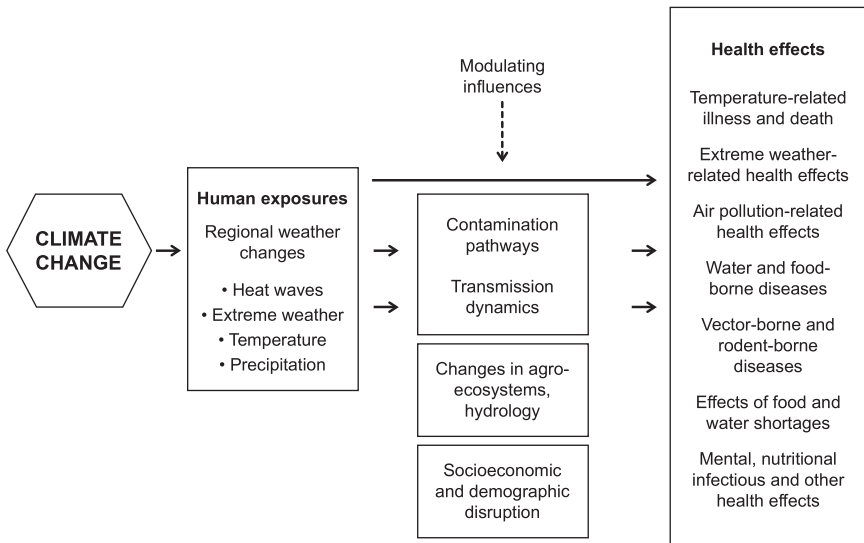 CLIMATE
CHANGE
Human exposures
Regional weather
changes
• Heat waves
• Extreme weather
• Temperature
• Precipitation
Modulating
influences
Contamination
pathways
Transmission
dynamics
Changes in agro-
ecosystems,
hydrology
Socioeconomic
and demographic
disruption
Health effects
Temperature-related
illness and death
Extreme weather-
related health effects
Air pollution-related
health effects
Water and food-
borne diseases
Vector-borne and
rodent-borne
diseases
Effects of food and
water shortages
Mental, nutritional
infectious and other
health effects